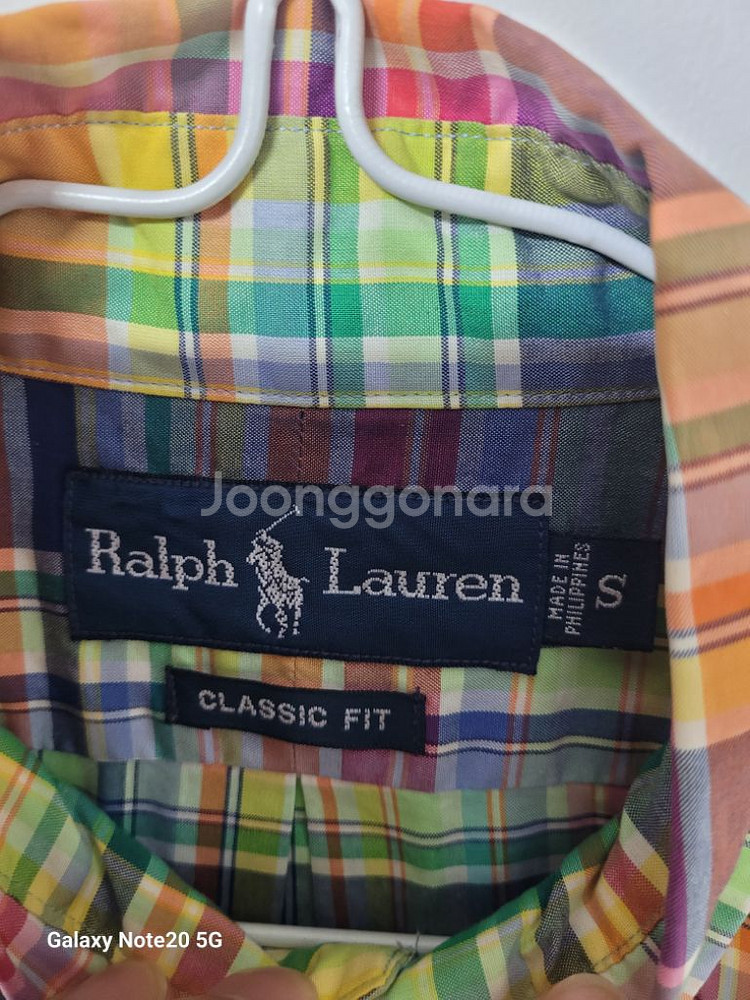 Joonggonara
Ralph Lauren
MADE IN
PHILIPPINES
S
CLASSIC FIT
Galaxy Note20 5G